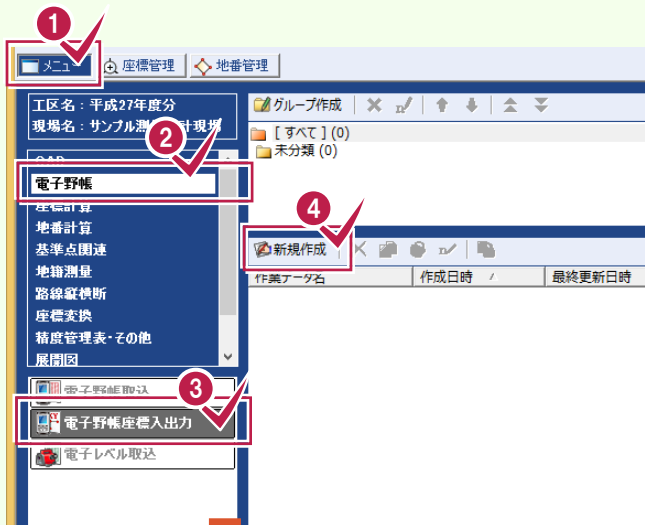 1
メニュー 座標管理 地番管理
工区名:平成27年度分
現場名:サンプル測 計現場
グループ作成
[ すべて ] (0)
未分類 (0)
2
CAD
電子野帳
座標計算
地番計算
基準点関連
地籍測量
路線縦横断
座標変換
精度管理表・その他
展開図
4
新規作成
作業データ名 作成日時 最終更新日時
3
電子野帳取込
電子野帳座標入出力
電子レベル取込